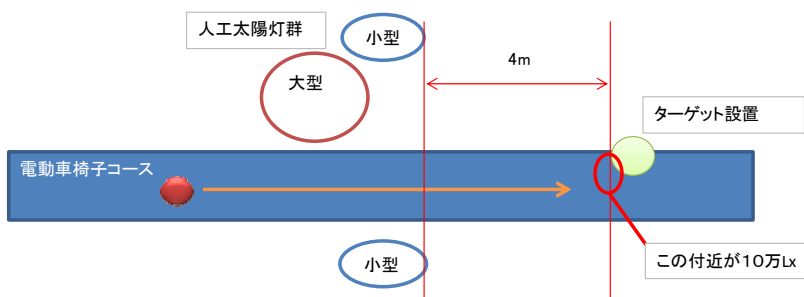 人工太陽灯群
小型
大型
4m
ターゲット設置
電動車椅子コース
小型
この付近が10万Lx